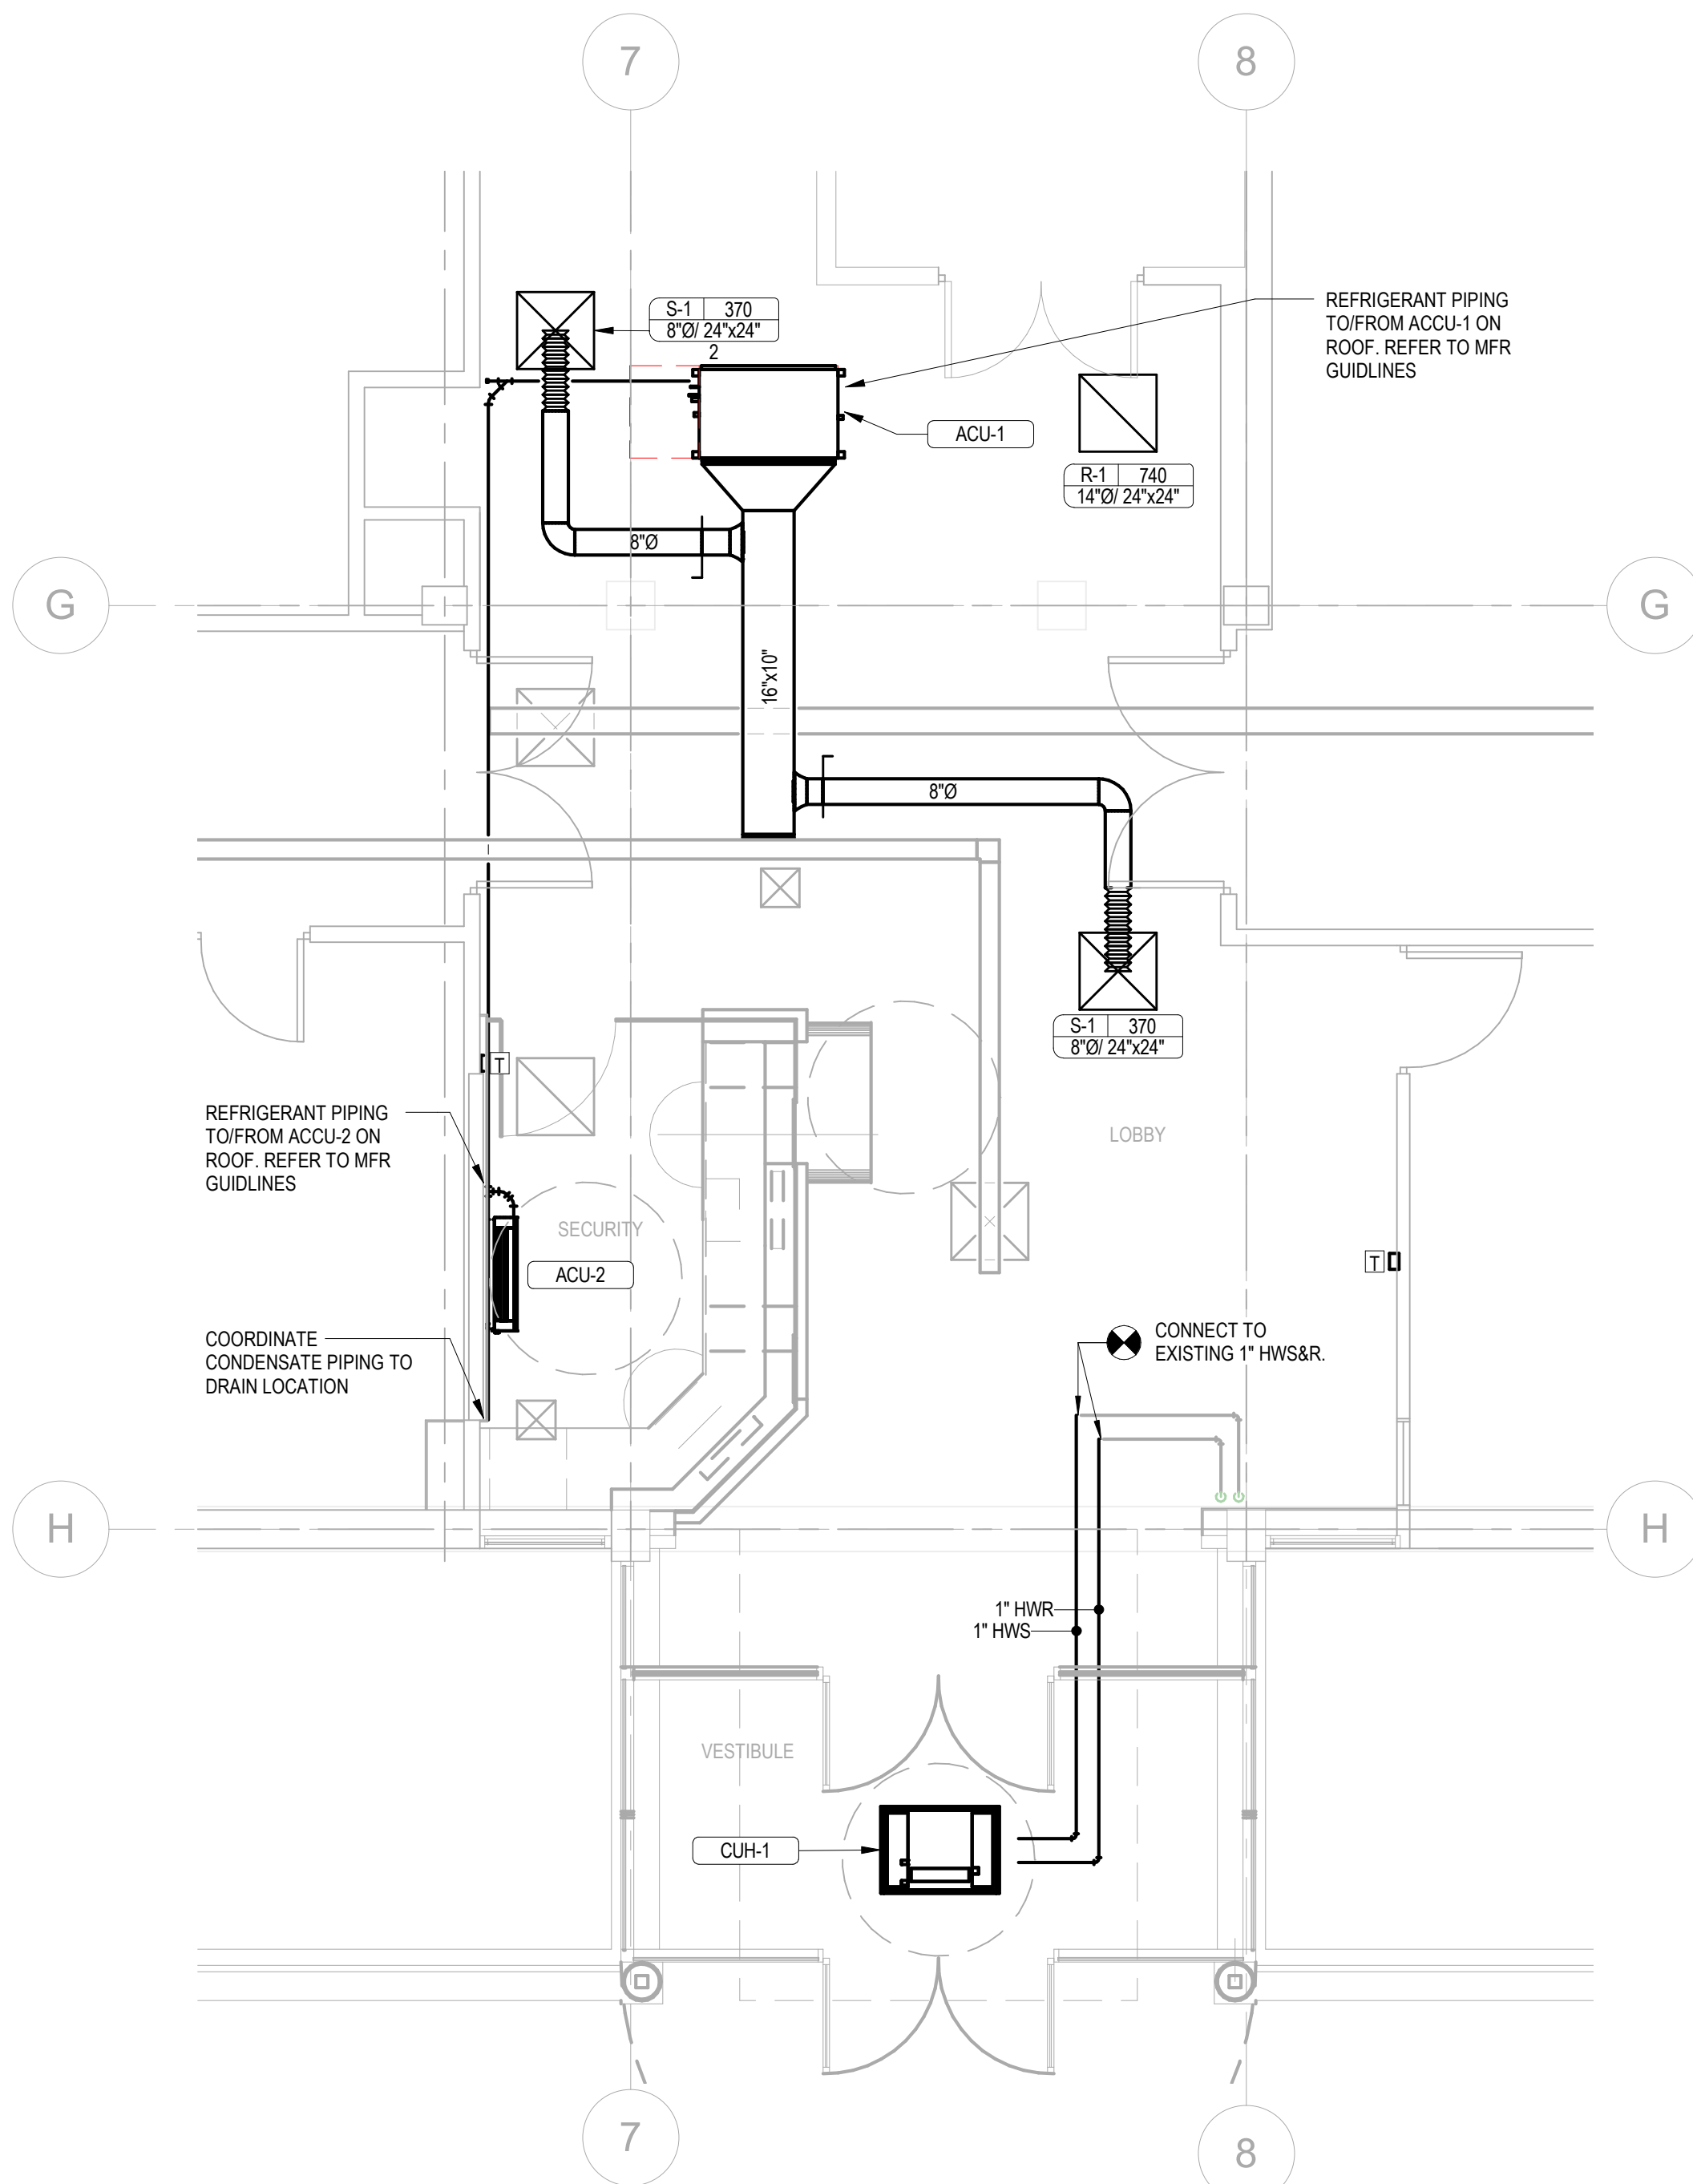 7
8
S-1 370
8"Ø/ 24"x24"
2
REFRIGERANT PIPING
TO/FROM ACCU-1 ON
ROOF. REFER TO MFR
GUIDLINES
ACU-1
R-1 740
14"Ø/ 24"x24"
8"Ø
G
G
16"x10"
8"Ø
S-1 370
8"Ø/ 24"x24"
T
REFRIGERANT PIPING
TO/FROM ACCU-2 ON
ROOF. REFER TO MFR
GUIDLINES
LOBBY
SECURITY
ACU-2
T
COORDINATE
CONDENSATE PIPING TO
DRAIN LOCATION
CONNECT TO
EXISTING 1" HWS&R.
H
H
1" HWR
1" HWS
VESTIBULE
CUH-1
7
8